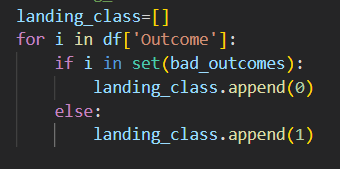 landing_class=[]
for i in df['Outcome']:
    if i in set(bad_outcomes):
        landing_class.append(0)
    else:
        landing_class.append(1)